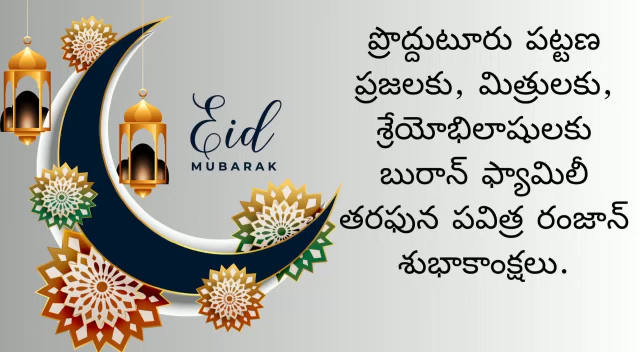 Eid
MUBARAK
ప్రొద్దుటూరు పట్టణ
ప్రజలకు, మిత్రులకు,
శ్రేయోభిలాషులకు
బురాన్ ఫ్యామిలీ
తరఫున పవిత్ర రంజాన్
శుభాకాంక్షలు.